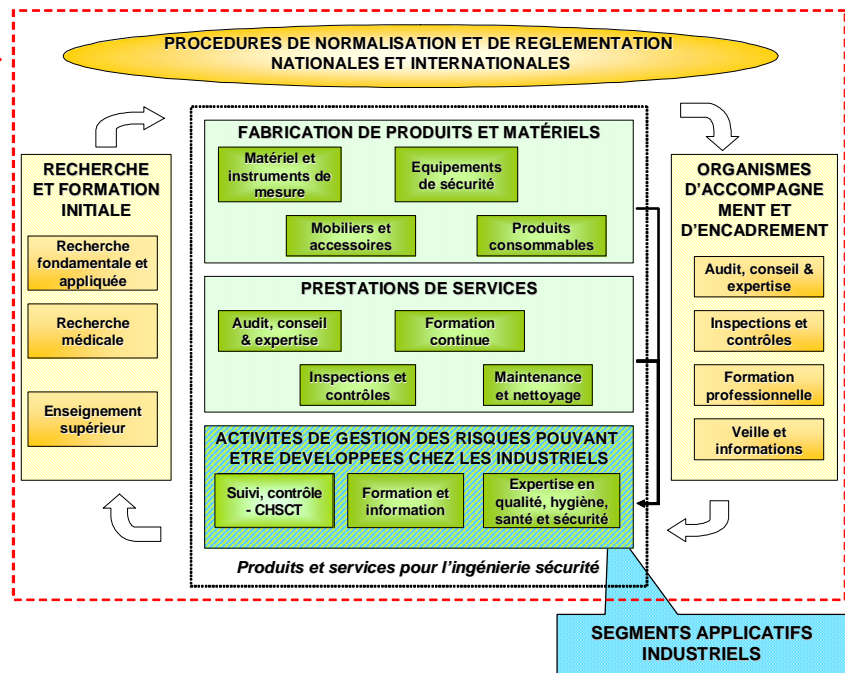 PROCEDURES DE NORMALISATION ET DE REGLEMENTATION
NATIONALES ET INTERNATIONALES
RECHERCHE
ET FORMATION
INITIALE
Recherche
fondamentale et
appliquée
Recherche
médicale
Enseignement
supérieur
FABRICATION DE PRODUITS ET MATÉRIELS
Matériel et
instruments de
mesure
Equipements
de sécurité
Mobiliers et
accessoires
Produits
consommables
PRESTATIONS DE SERVICES
Audit, conseil
& expertise
Formation
continue
Inspections et
contrôles
Maintenance
et nettoyage
ACTIVITES DE GESTION DES RISQUES POUVANT
ETRE DEVELOPPEES CHEZ LES INDUSTRIELS
Suivi, contrôle
- CHSCT
Formation et
information
Expertise en
qualité, hygiène,
santé et sécurité
Produits et services pour l'ingénierie sécurité
ORGANISMES
D'ACCOMPAGNE
MENT ET
D'ENCADREMENT
Audit, conseil &
expertise
Inspections et
contrôles
Formation
professionnelle
Veille et
informations
SEGMENTS APPLICATIFS
INDUSTRIELS